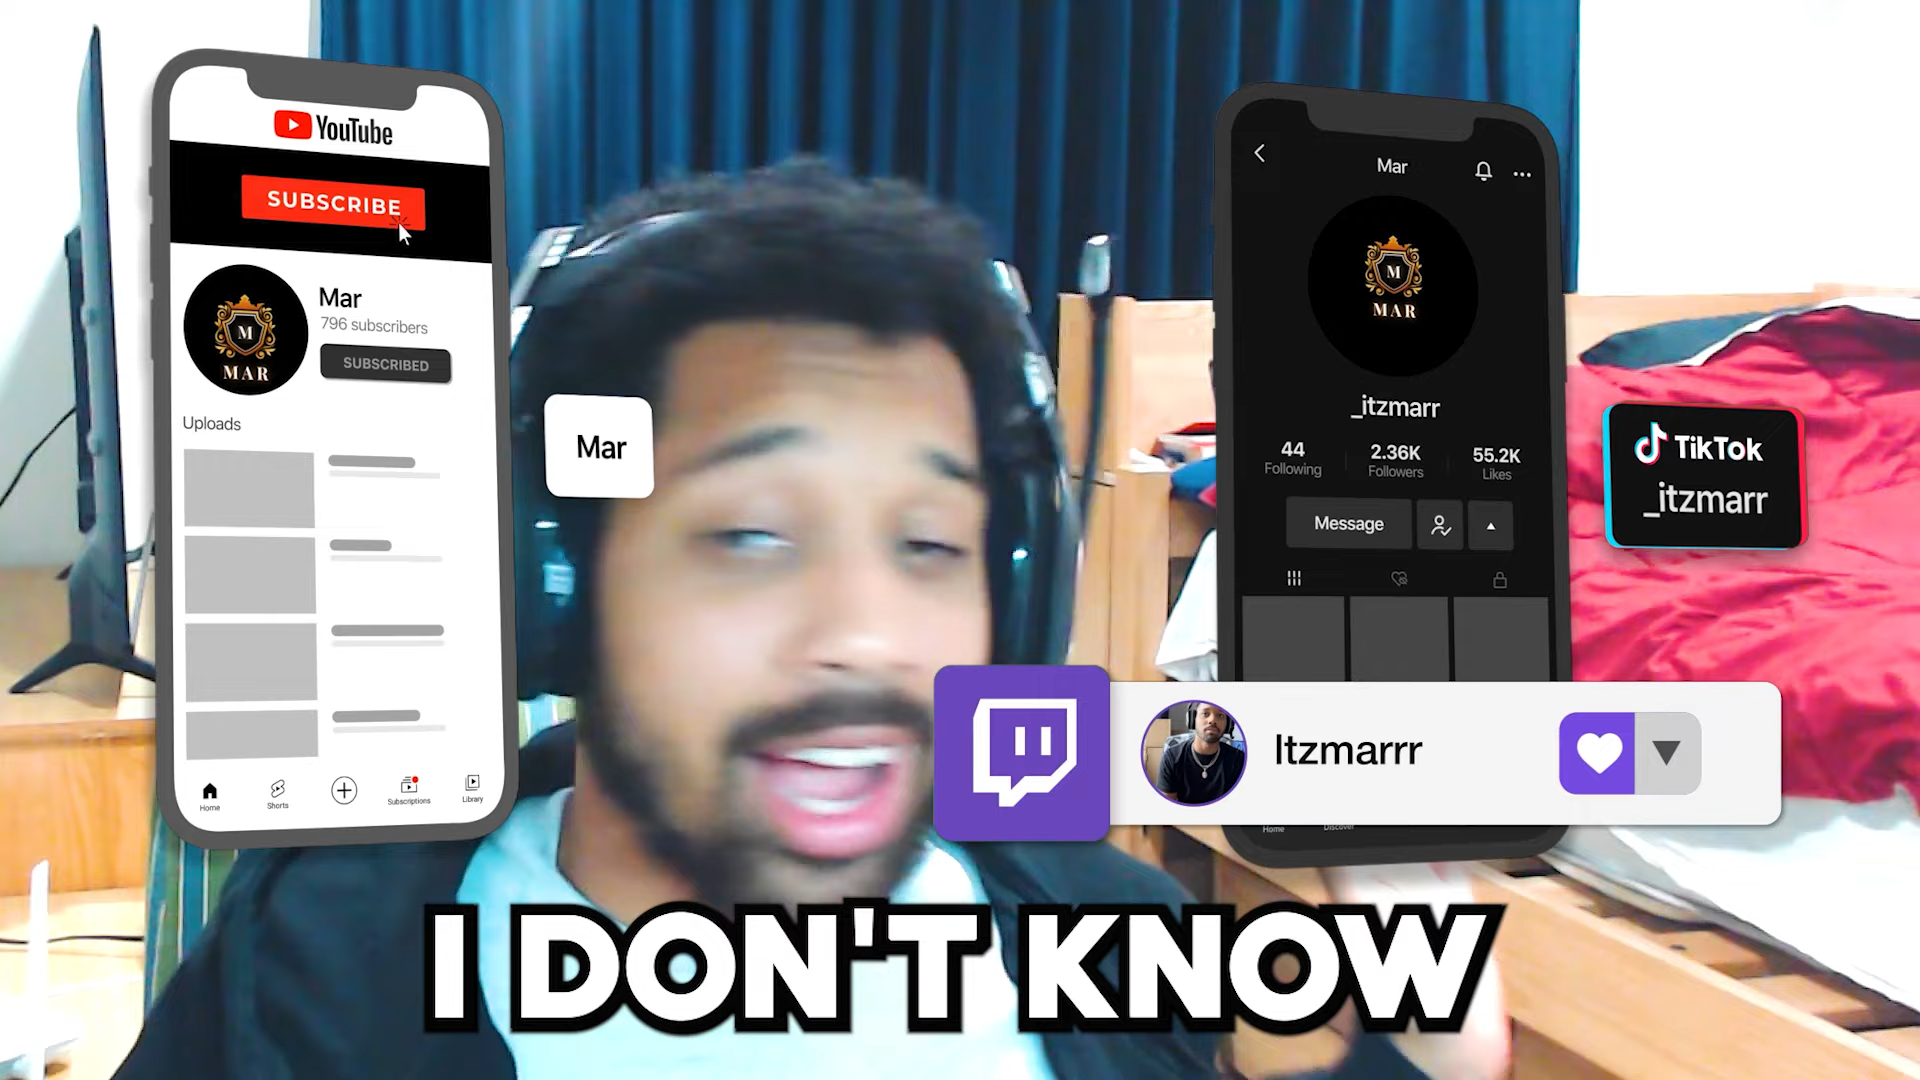 YouTube
SUBSCRIBE
M
MAR
Mar
796 subscribers
SUBSCRIBED
Uploads
Home
Shorts
Subscriptions
Library
Mar
Mar
M
MAR
_itzmarr
44
Following
2.36K
Followers
55.2K
Likes
Message
Home
Discover
TikTok
_itzmarr
Itzmarrr
I DON'T KNOW